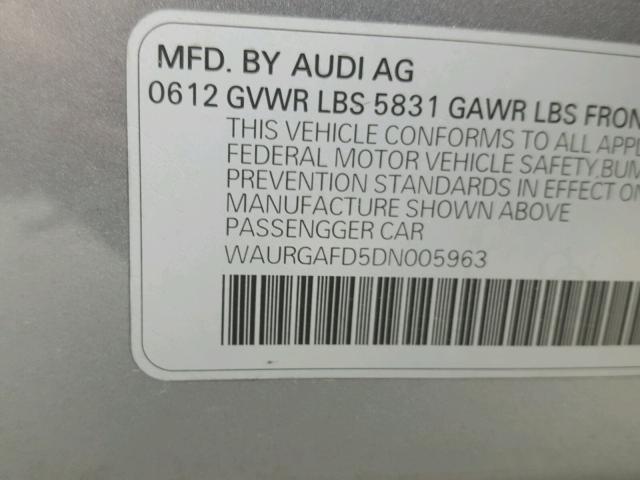 MFD. BY AUDI AG
0612 GVWR LBS 5831 GAWR LBS FRON
THIS VEHICLE CONFORMS TO ALL APPL
FEDERAL MOTOR VEHICLE SAFETY,BUM
PREVENTION STANDARDS IN EFFECT ON
MANUFACTURE SHOWN ABOVE
PASSENGGER CAR
WAURGAFD5DN005963